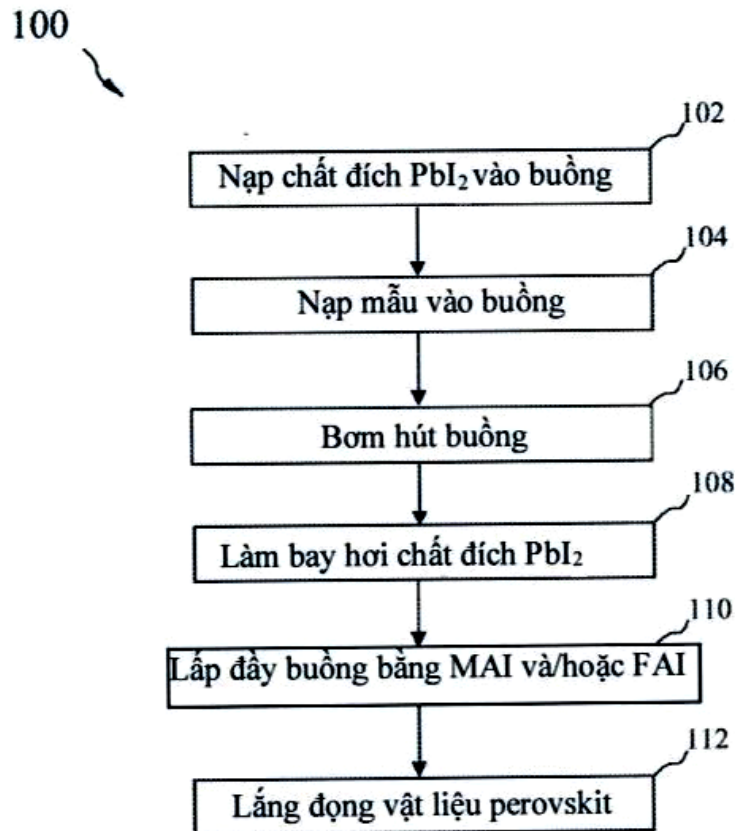 100
102
Nạp chất đích PbI₂ vào buồng
104
Nạp mẫu vào buồng
106
Bơm hút buồng
108
Làm bay hơi chất đích PbI₂
110
Lấp đầy buồng bằng MAI và/hoặc FAI
112
Lắng đọng vật liệu perovskit